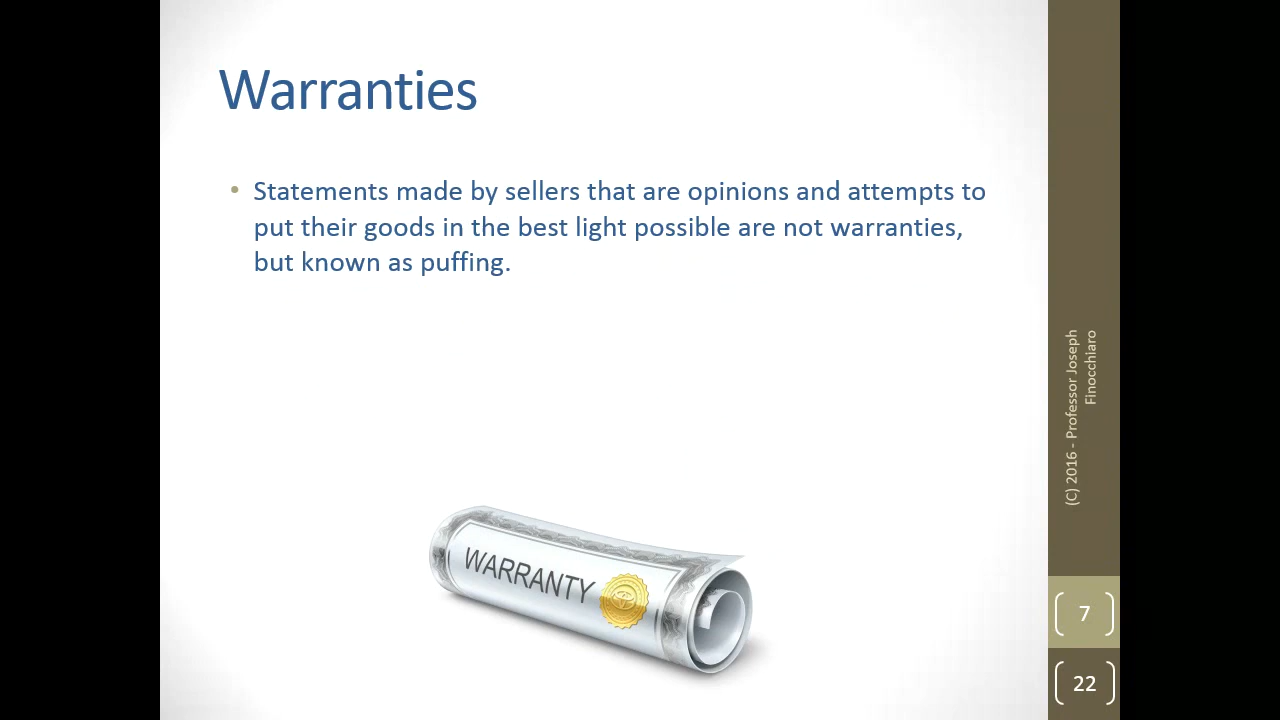 Warranties
• Statements made by sellers that are opinions and attempts to
put their goods in the best light possible are not warranties,
but known as puffing.
WARRANTY
(C) 2016 - Professor Joseph
Finocchiaro
7
22